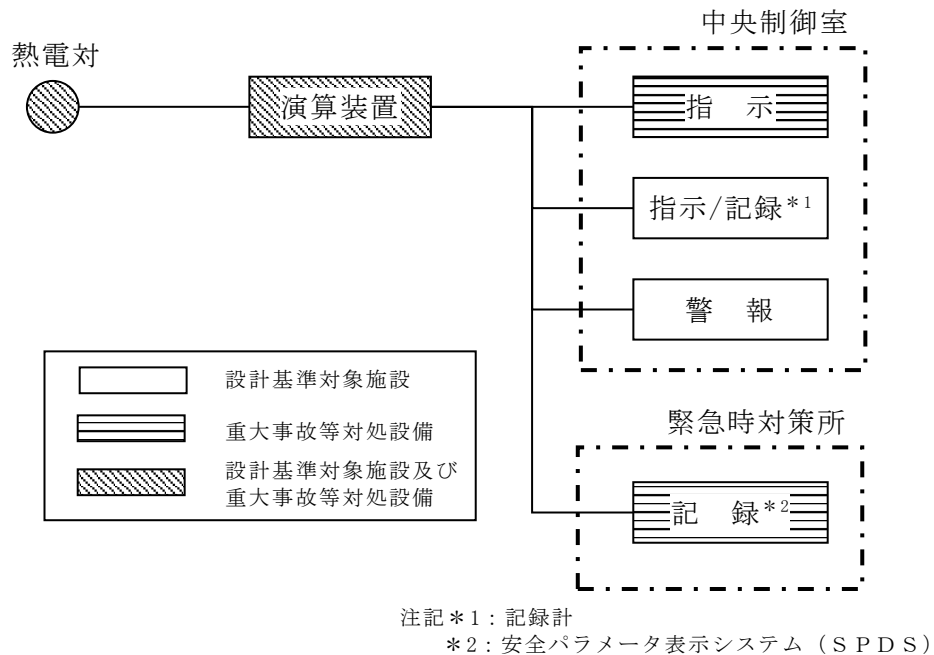 中央制御室
熱電対
演算装置
指　示
指示/記録*1
警　報
設計基準対象施設
重大事故等対処設備
設計基準対象施設及び
重大事故等対処設備
緊急時対策所
記　録*2
注記*1：記録計
*2：安全パラメータ表示システム（ＳＰＤＳ）